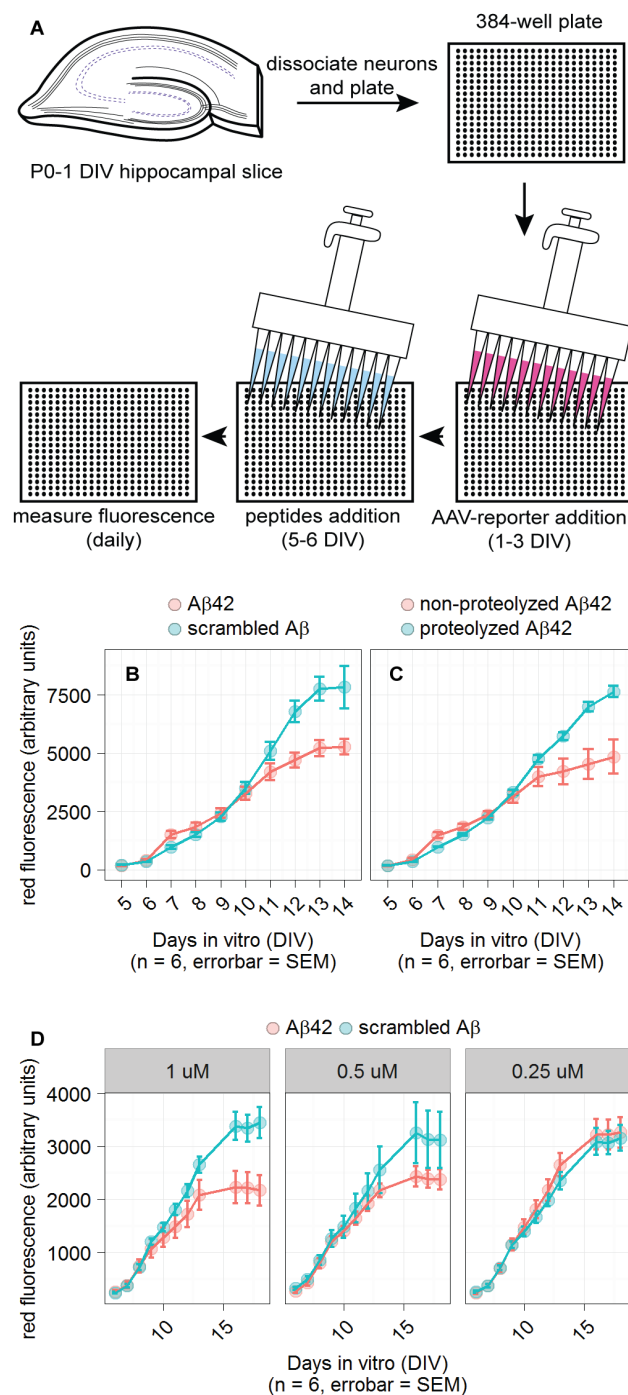 A
384-well plate
dissociate neurons
and plate
P0-1 DIV hippocampal slice
measure fluorescence
(daily)
peptides addition
(5-6 DIV)
AAV-reporter addition
(1-3 DIV)
Aβ42
scrambled Aβ
non-proteolyzed Aβ42
proteolyzed Aβ42
B
C
red fluorescence (arbitrary units)
7500
5000
2500
0
5 6 7 8 9 10 11 12 13 14
5 6 7 8 9 10 11 12 13 14
Days in vitro (DIV)
(n = 6, errorbar = SEM)
Days in vitro (DIV)
(n = 6, errorbar = SEM)
D
Aβ42 scrambled Aβ
1 uM
0.5 uM
0.25 uM
red fluorescence (arbitrary units)
4000
3000
2000
1000
10 15
10 15
10 15
Days in vitro (DIV)
(n = 6, errorbar = SEM)